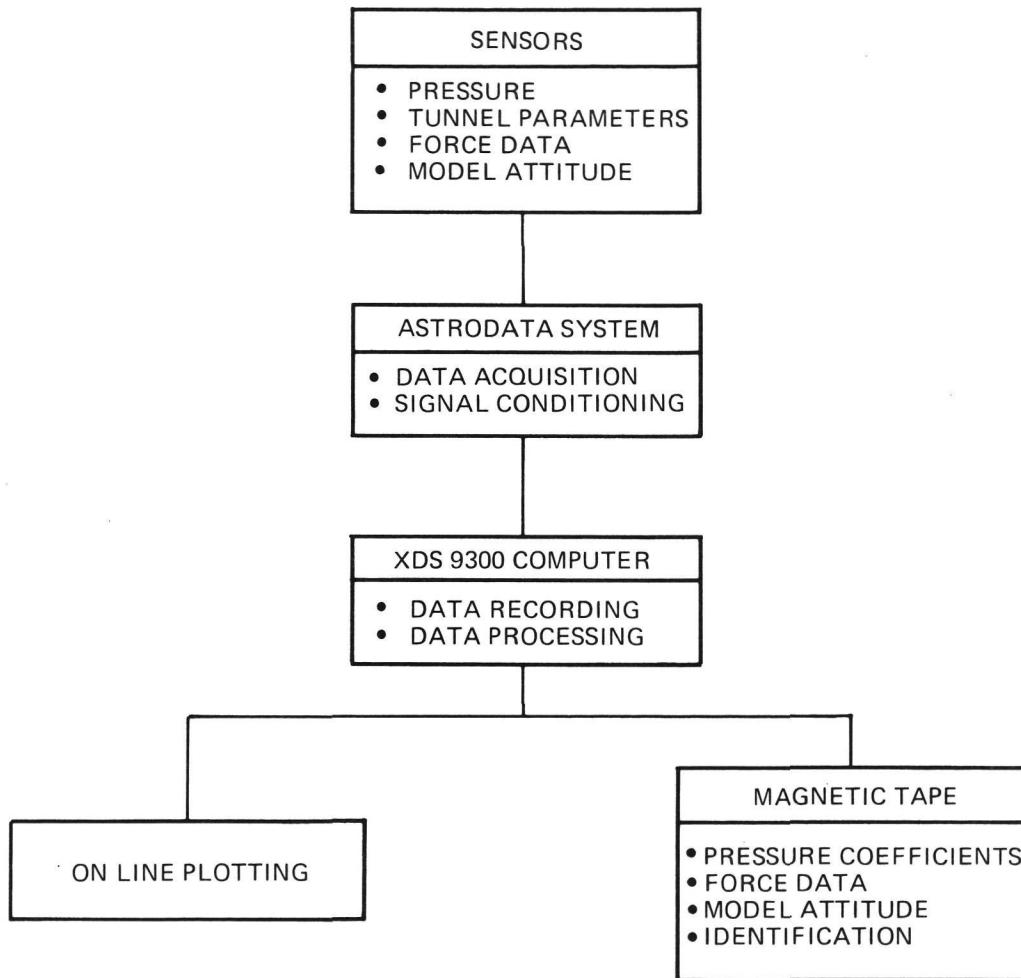 SENSORS
• PRESSURE
• TUNNEL PARAMETERS
• FORCE DATA
• MODEL ATTITUDE
ASTRODATA SYSTEM
• DATA ACQUISITION
• SIGNAL CONDITIONING
XDS 9300 COMPUTER
• DATA RECORDING
• DATA PROCESSING
ON LINE PLOTTING
MAGNETIC TAPE
• PRESSURE COEFFICIENTS
• FORCE DATA
• MODEL ATTITUDE
• IDENTIFICATION